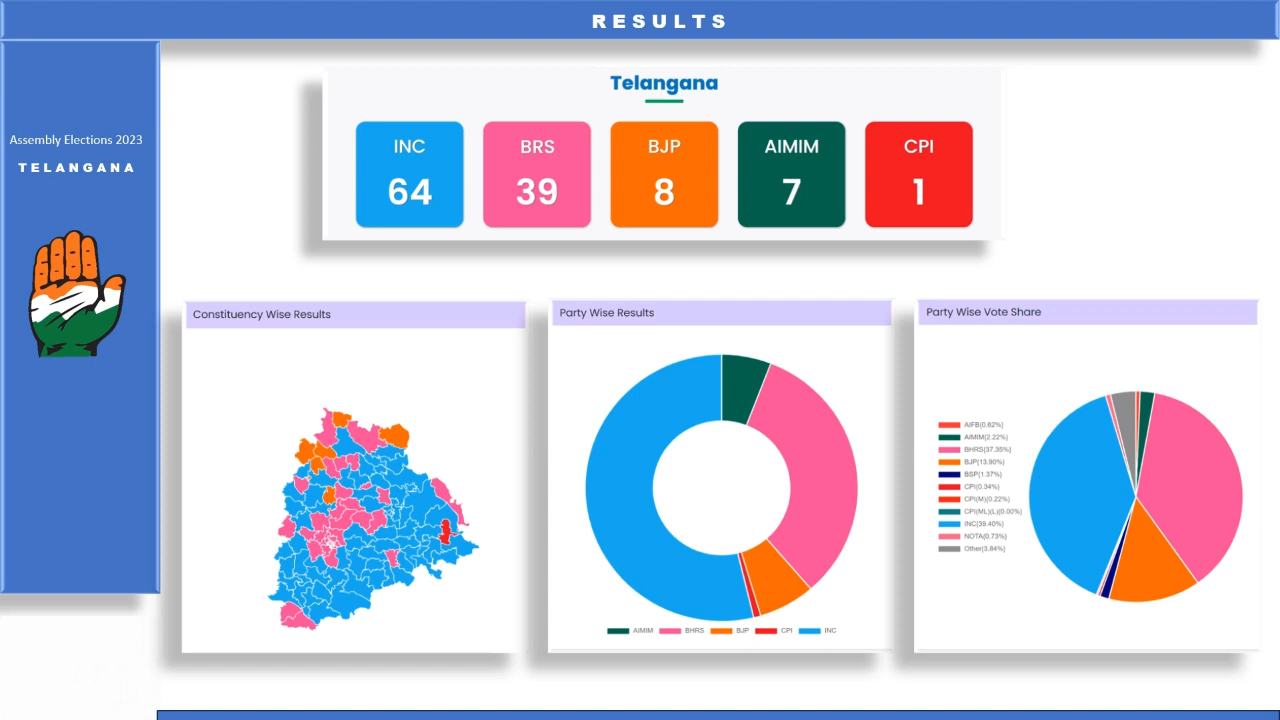 RESULTS
Assembly Elections 2023
TELANGANA
Telangana
INC
64
BRS
39
BJP
8
AIMIM
7
CPI
1
Constituency Wise Results
Party Wise Results
AIMIM BHRS BJP CPI INC
Party Wise Vote Share
AIFB(0.62%)
AIMIM(2.22%)
BHRS(37.35%)
BJP(13.90%)
BSP(1.37%)
CPI(0.34%)
CPI(M)(0.22%)
CPI(ML)(L)(0.00%)
INC(39.40%)
NOTA(0.73%)
Other(3.84%)